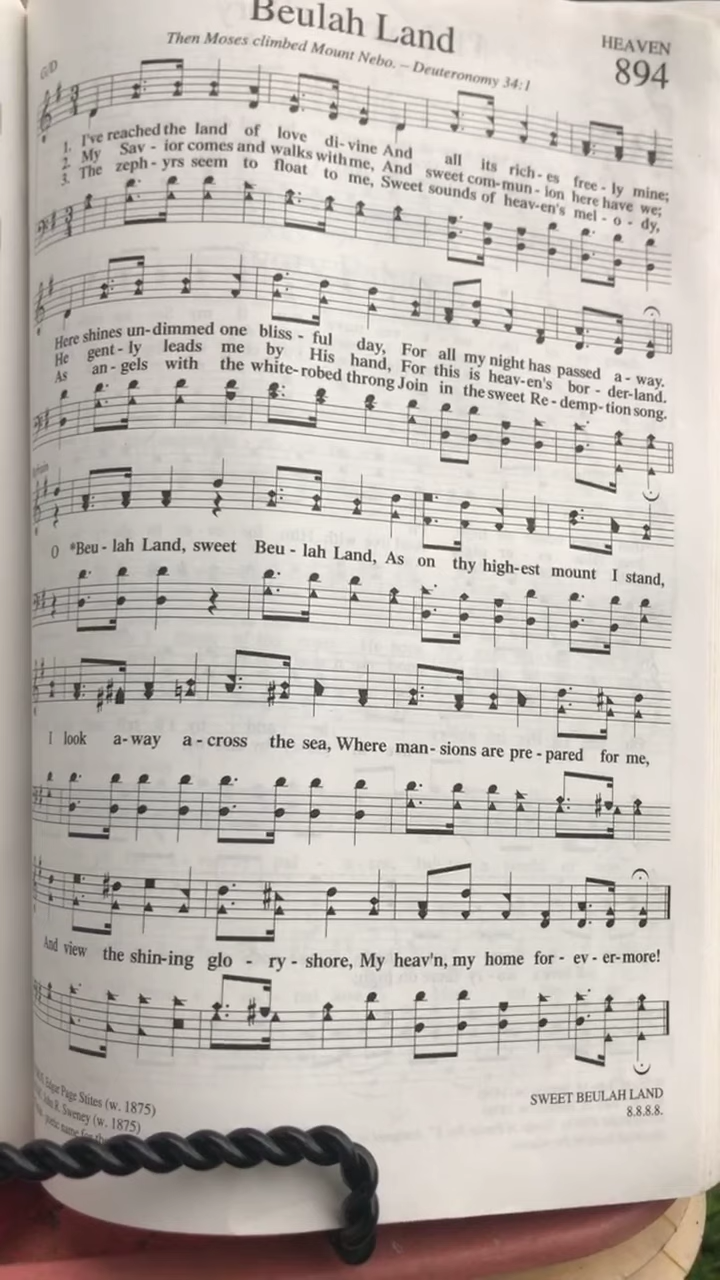 Beulah Land
Then Moses climbed Mount Nebo. – Deuteronomy 34:1
HEAVEN
894
G/D
1. I've reached the land of love di - vine And all its rich - es free - ly mine;
2. My Sav - ior comes and walks with me, And sweet com - mun - ion here have we;
3. The zeph - yrs seem to float to me, Sweet sounds of heav-en's mel - o - dy,
Here shines un-dimmed one bliss - ful day, For all my night has passed a - way.
He gent - ly leads me by His hand, For this is heav-en's bor - der-land.
As an - gels with the white-robed throng Join in the sweet Re - demp - tion song.
O *Beu - lah Land, sweet Beu - lah Land, As on thy high-est mount I stand,
I look a-way a - cross the sea, Where man- sions are pre - pared for me,
And view the shin-ing glo - ry - shore, My heav'n, my home for - ev - er-more!
Edgar Page Stites (w. 1875)
John R. Sweney (w. 1875)
SWEET BEULAH LAND
8.8.8.8.